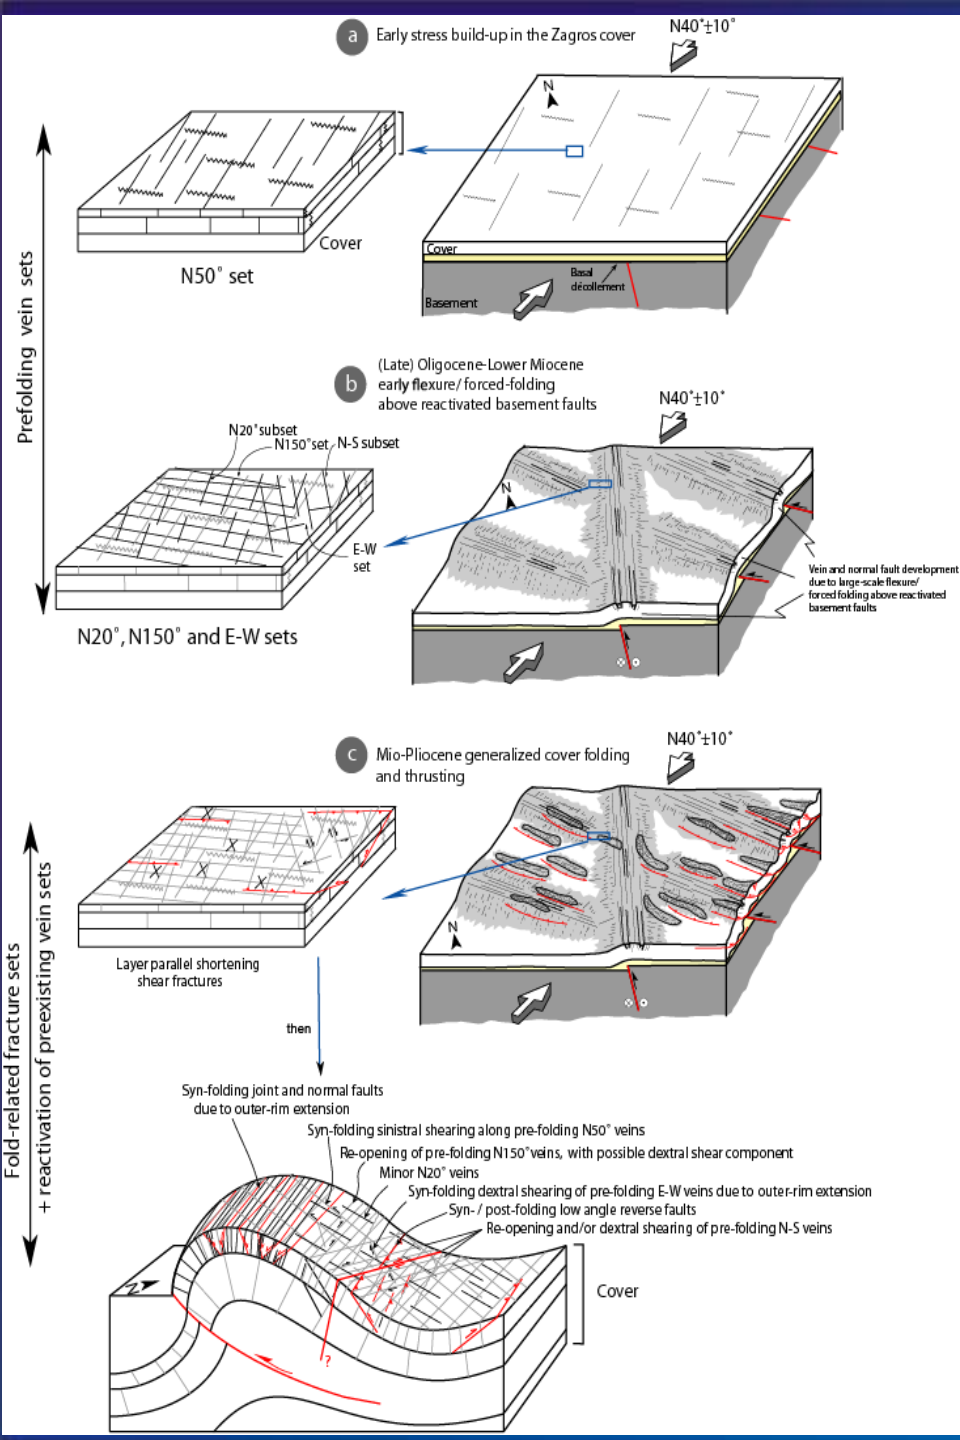 a
Early stress build-up in the Zagros cover
N40°±10°
N
Cover
N50° set
Cover
Basal
décollement
Basement
Prefolding vein sets
b
(Late) Oligocene-Lower Miocene
early flexure/ forced-folding
above reactivated basement faults
N40°±10°
N20° subset
N150° set
N-S subset
N
E-W
set
Vein and normal fault development
due to large-scale flexure/
forced folding above reactivated
basement faults
N20°, N150° and E-W sets
c
Mio-Pliocene generalized cover folding
and thrusting
N40°±10°
N
Layer parallel shortening
shear fractures
then
Fold-related fracture sets
+ reactivation of preexisting vein sets
Syn-folding joint and normal faults
due to outer-rim extension
Syn-folding sinistral shearing along pre-folding N50° veins
Re-opening of pre-folding N150° veins, with possible dextral shear component
Minor N20° veins
Syn-folding dextral shearing of pre-folding E-W veins due to outer-rim extension
Syn- / post-folding low angle reverse faults
Re-opening and/or dextral shearing of pre-folding N-S veins
N
Cover
?